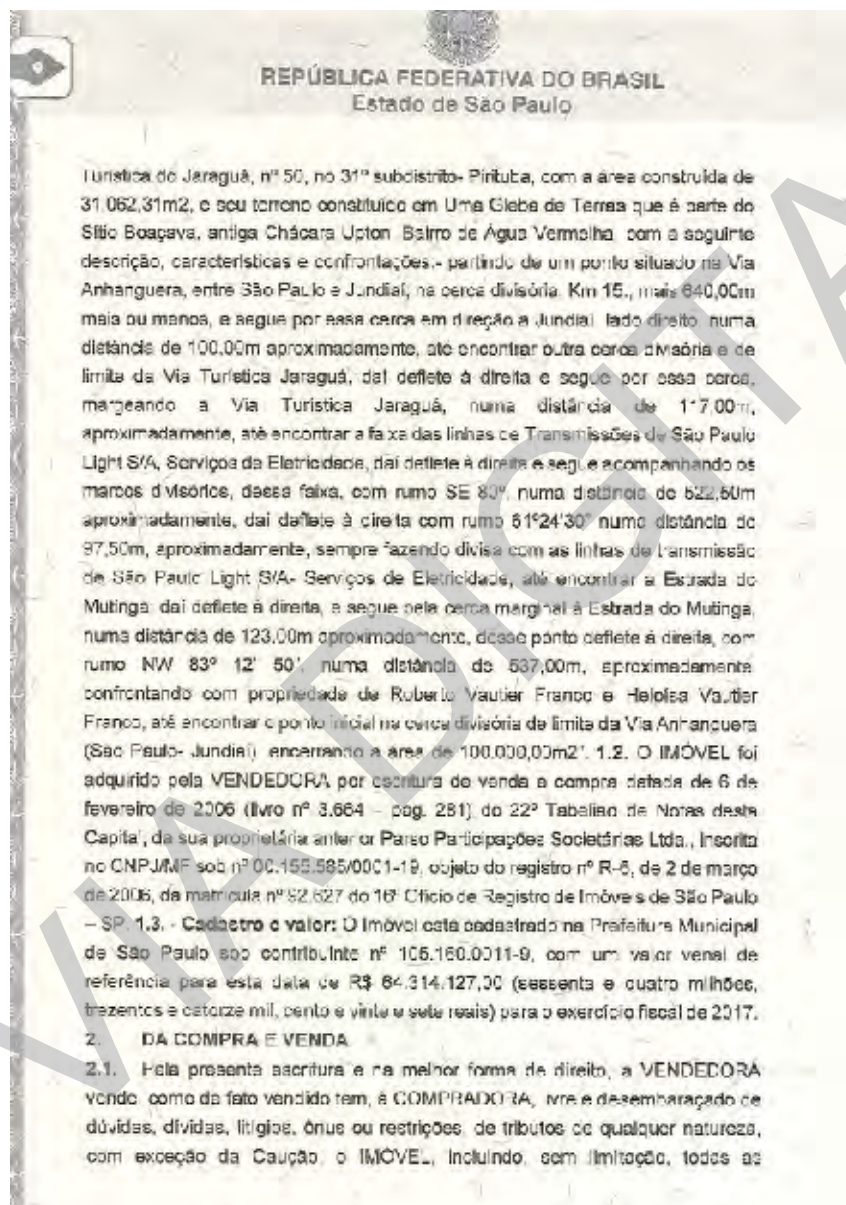 REPÚBLICA FEDERATIVA DO BRASIL
Estado de São Paulo
Turística do Jaraguá, nº 50, no 31º subdistrito- Pirituba, com a área construída de
31.062,31m2, e seu terreno constituído em Uma Gleba de Terras que é parte do
Sítio Boaçava, antiga Chácara Upton, Bairro de Água Vermelha, com a seguinte
descrição, características e confrontações.- partindo de um ponto situado na Via
Anhanguera, entre São Paulo e Jundiaí, na cerca divisória, Km 15., mais 640,00m
mais ou menos, e segue por essa cerca em direção a Jundiaí, lado direito, numa
distância de 100,00m aproximadamente, até encontrar outra cerca divisória e de
limite da Via Turística Jaraguá, daí deflete à direita e segue por essa cerca,
margeando a Via Turística Jaraguá, numa distância de 117,00m,
aproximadamente, até encontrar a faixa das linhas de Transmissões de São Paulo
Light S/A, Serviços de Eletricidade, daí deflete à direita e segue acompanhando os
marcos divisórios, dessa faixa, com rumo SE 80º, numa distância de 522,50m
aproximadamente, daí deflete à direita com rumo 61º24'30" numa distância de
97,50m, aproximadamente, sempre fazendo divisa com as linhas de transmissão
de São Paulo Light S/A- Serviços de Eletricidade, até encontrar a Estrada do
Mutinga, daí deflete à direita, e segue pela cerca marginal à Estrada do Mutinga,
numa distância de 123,00m aproximadamente, desse ponto deflete à direita, com
rumo NW 83º 12' 50", numa distância de 537,00m, aproximadamente,
confrontando com propriedade de Roberto Vautier Franco e Heloísa Vautier
Franco, até encontrar o ponto inicial na cerca divisória de limite da Via Anhanguera
(São Paulo- Jundiaí), encerrando a área de 100.000,00m2". 1.2. O IMÓVEL foi
adquirido pela VENDEDORA por escritura de venda e compra datada de 6 de
fevereiro de 2006 (livro nº 3.664 – pág. 281) do 22º Tabelião de Notas desta
Capital, da sua proprietária anterior Parso Participações Societárias Ltda., inscrita
no CNPJ/MF sob nº 00.155.585/0001-19, objeto do registro nº R-6, de 2 de março
de 2006, da matrícula nº 92.627 do 16º Ofício de Registro de Imóveis de São Paulo
– SP. 1.3. - Cadastro e valor: O Imóvel está cadastrado na Prefeitura Municipal
de São Paulo sob contribuinte nº 105.160.0011-9, com um valor venal de
referência para esta data de R$ 64.314.127,00 (sessenta e quatro milhões,
trezentos e catorze mil, cento e vinte e sete reais) para o exercício fiscal de 2017.
2. DA COMPRA E VENDA
2.1. Pela presente escritura e na melhor forma de direito, a VENDEDORA
vende, como de fato vendido tem, à COMPRADORA, livre e desembaraçado de
dúvidas, dívidas, litígios, ônus ou restrições, de tributos de qualquer natureza,
com exceção da Caução, o IMÓVEL, incluindo, sem limitação, todas as
VIA DIGITA